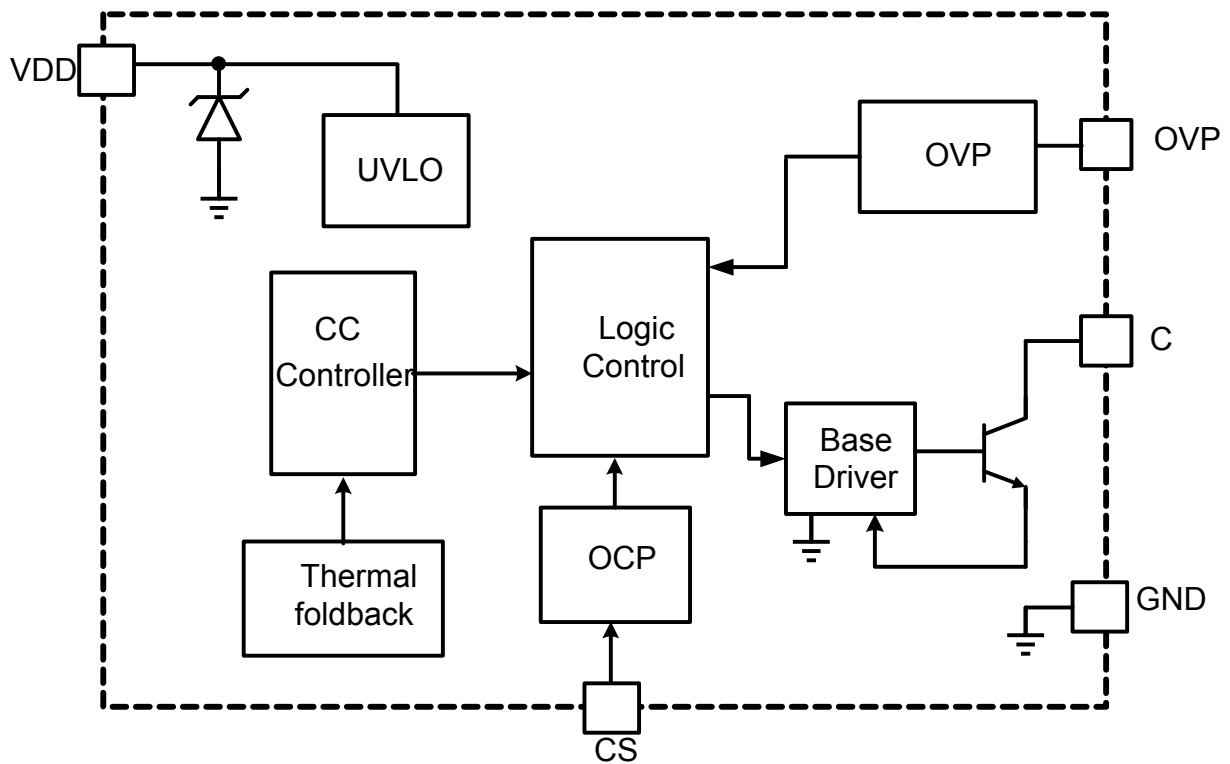 VDD
UVLO
OVP
OVP
CC
Controller
Logic
Control
C
Base
Driver
Thermal
foldback
OCP
GND
CS